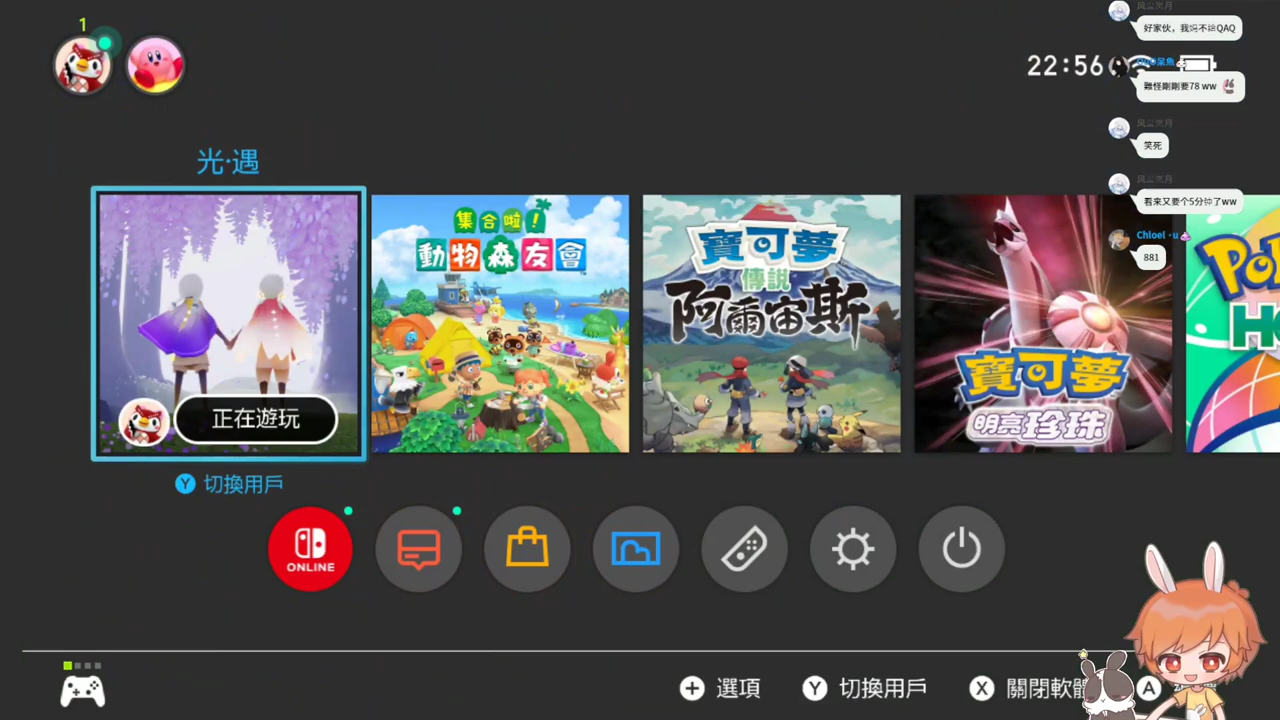 1
22:56
好家伙，我妈不给QAQ
難怪剛剛要78 ww
笑死
看来又要个5分钟了ww
Chloel ·u
881
光·遇
集合啦！
動物森友會
寶可夢
傳說
阿爾宙斯
寶可夢
明亮珍珠
正在遊玩
Y 切換用戶
ONLINE
+ 選項
Y 切換用戶
X 關閉軟體
A